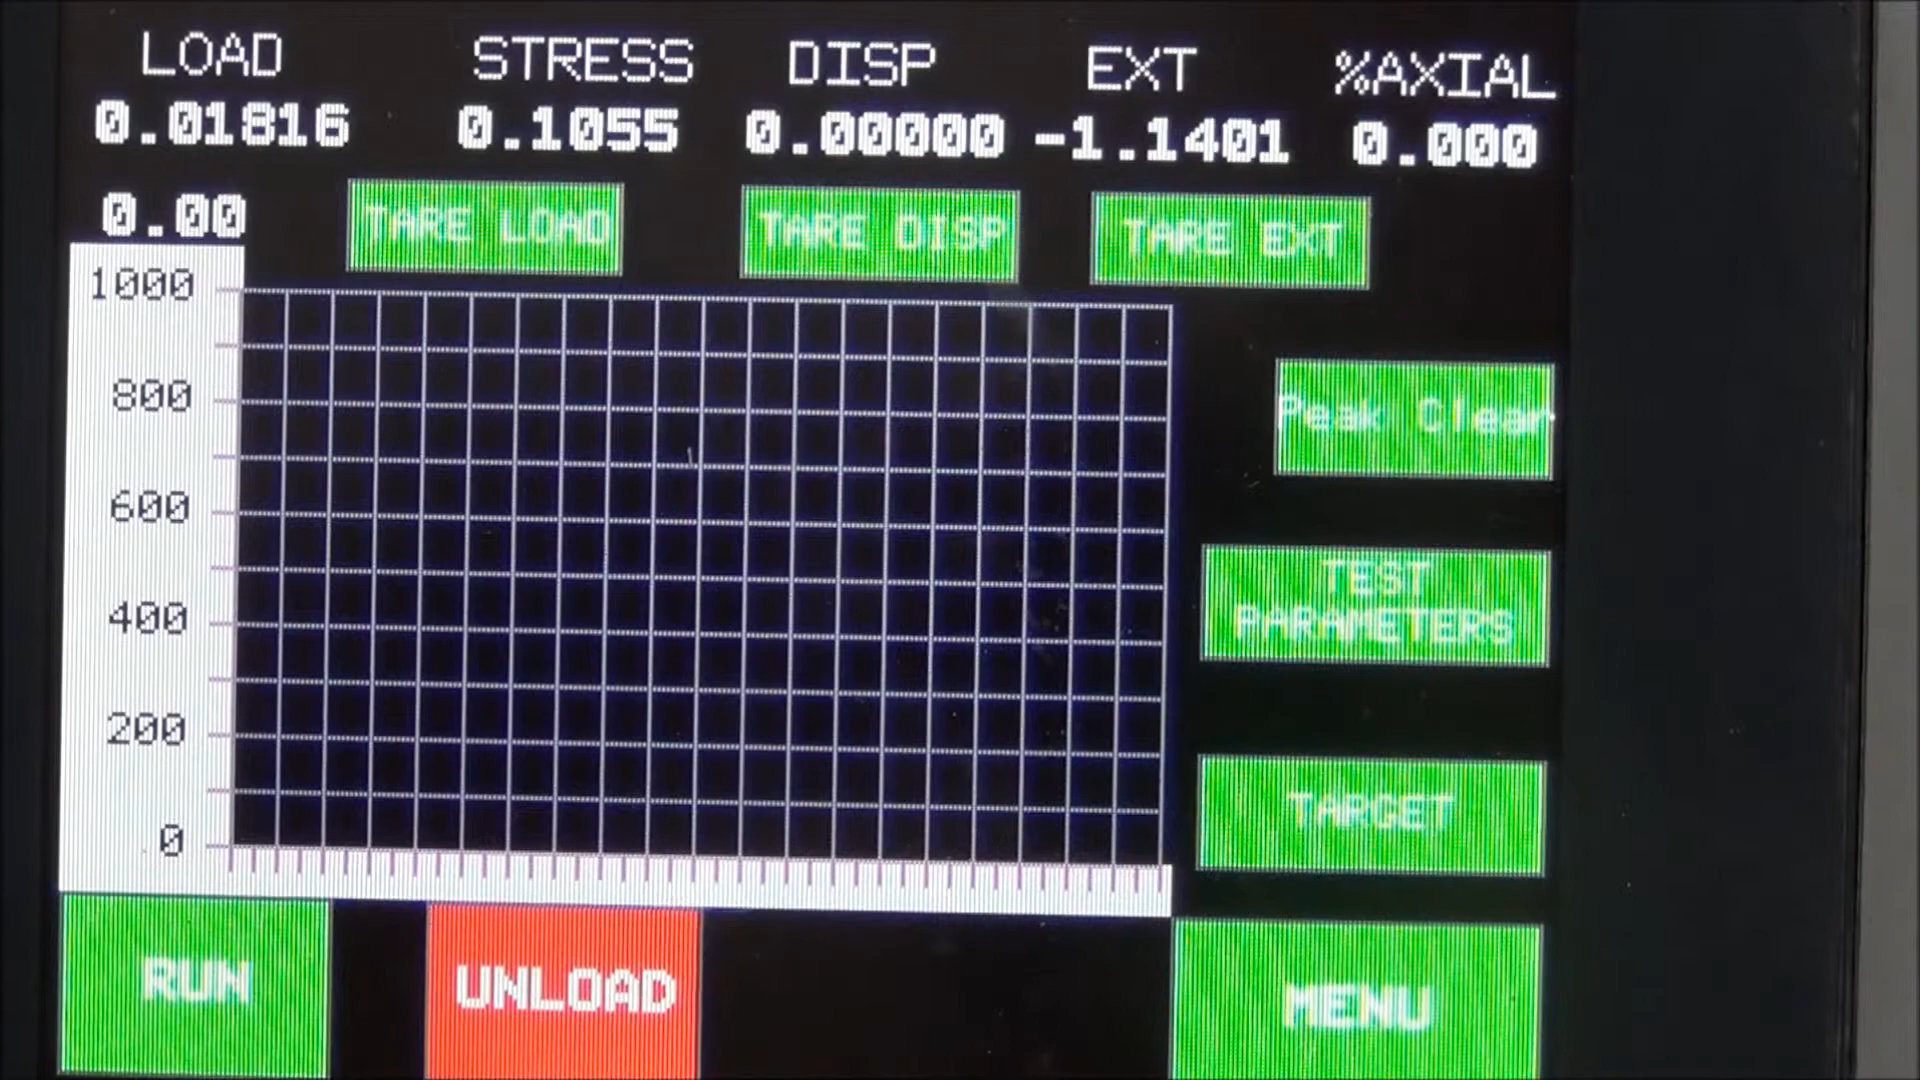 LOAD STRESS DISP EXT %AXIAL
0.01816 0.1055 0.00000 -1.1401 0.000
0.00 TARE LOAD TARE DISP TARE EXT
1000
800
600
400
200
0
Peak Clear
TEST
PARAMETERS
TARGET
RUN UNLOAD MENU